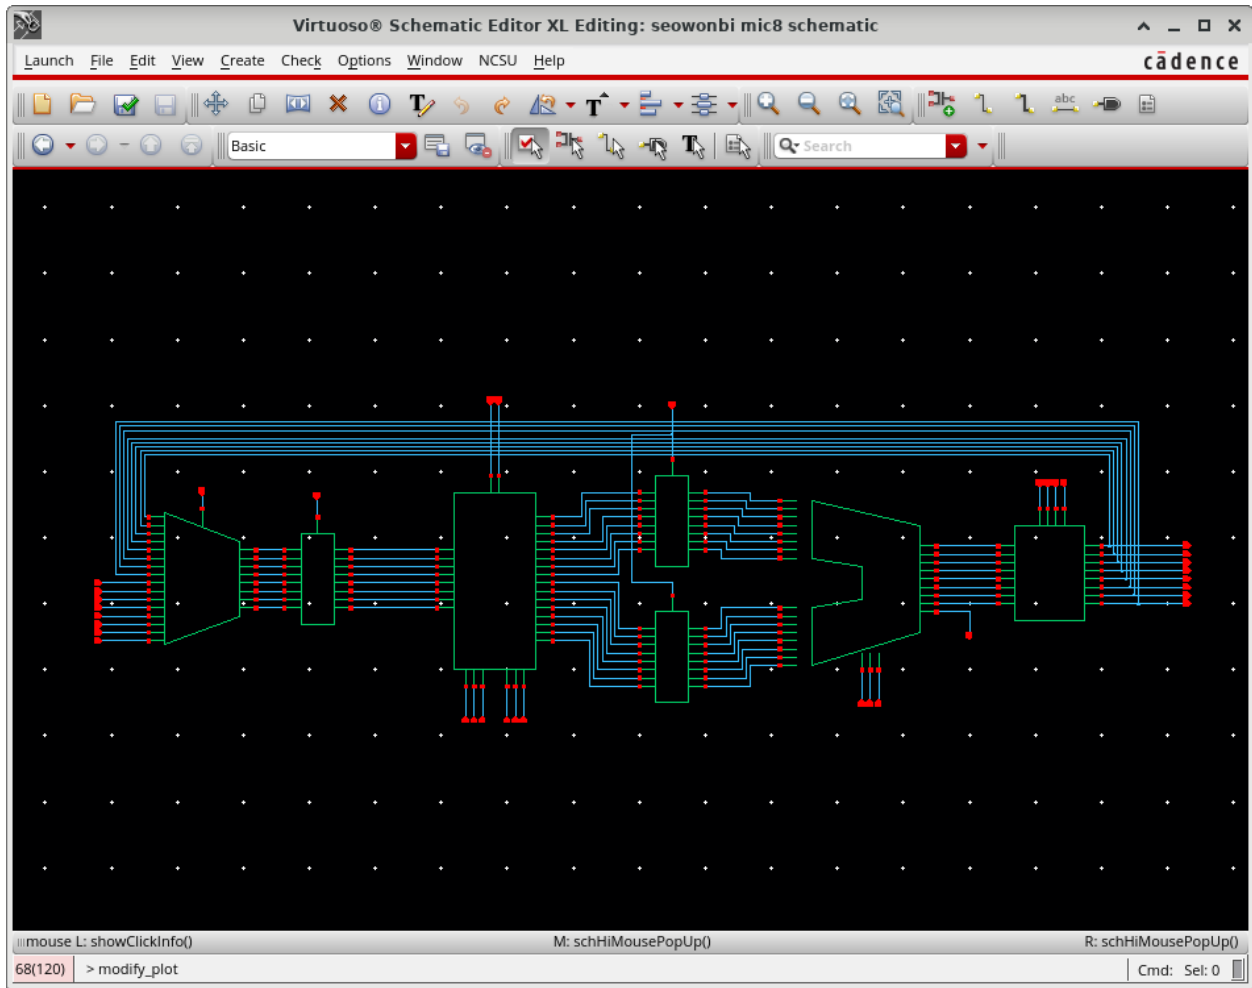 Virtuoso® Schematic Editor XL Editing: seowonbi mic8 schematic
Launch File Edit View Create Check Options Window NCSU Help
cādence
abc
Basic
Search
mouse L: showClickInfo()
M: schHiMousePopUp()
R: schHiMousePopUp()
68(120)
> modify_plot
Cmd: Sel: 0